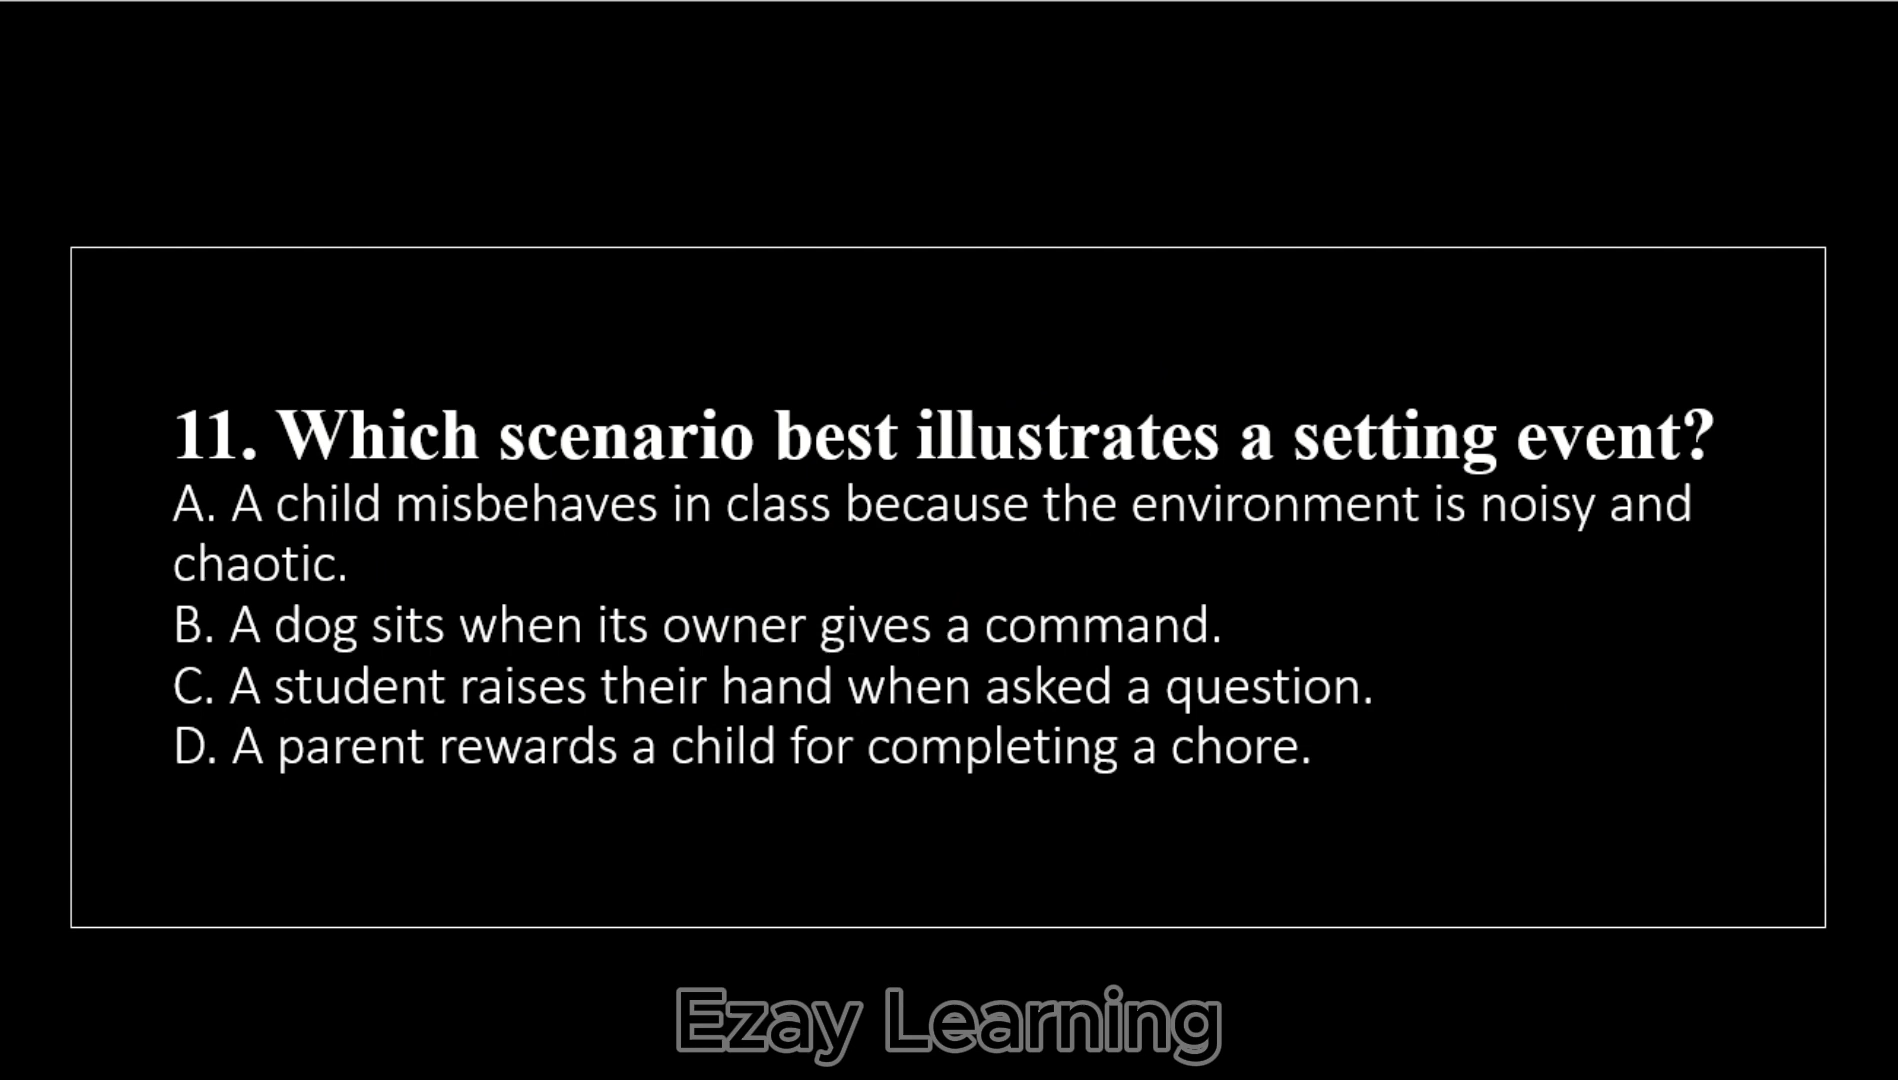 11. Which scenario best illustrates a setting event?
A. A child misbehaves in class because the environment is noisy and
chaotic.
B. A dog sits when its owner gives a command.
C. A student raises their hand when asked a question.
D. A parent rewards a child for completing a chore.
Ezay Learning